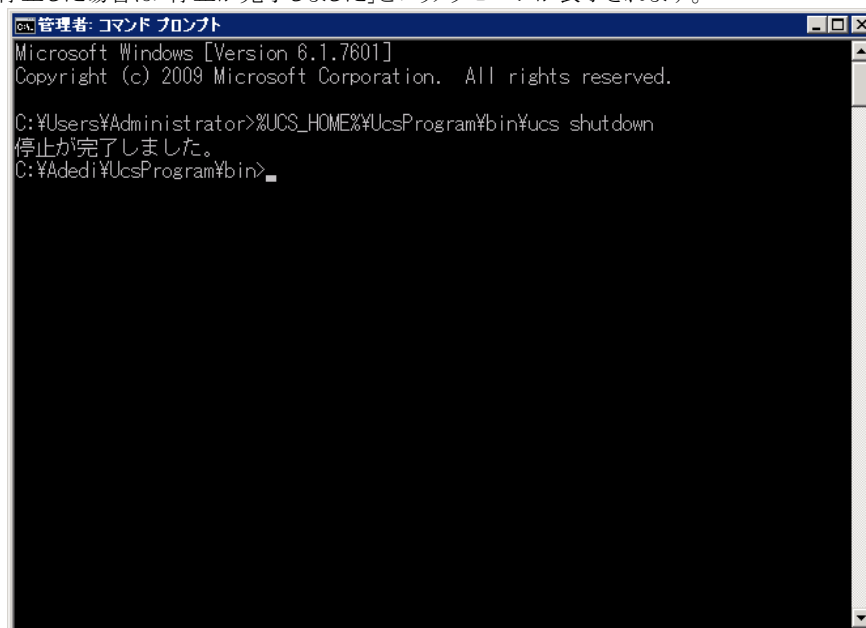 管理者: コマンド プロンプト
Microsoft Windows [Version 6.1.7601]
Copyright (c) 2009 Microsoft Corporation.  All rights reserved.
C:¥Users¥Administrator>%UCS_HOME%¥UcsProgram¥bin¥ucs shutdown
停止が完了しました。
C:¥Adedi¥UcsProgram¥bin>